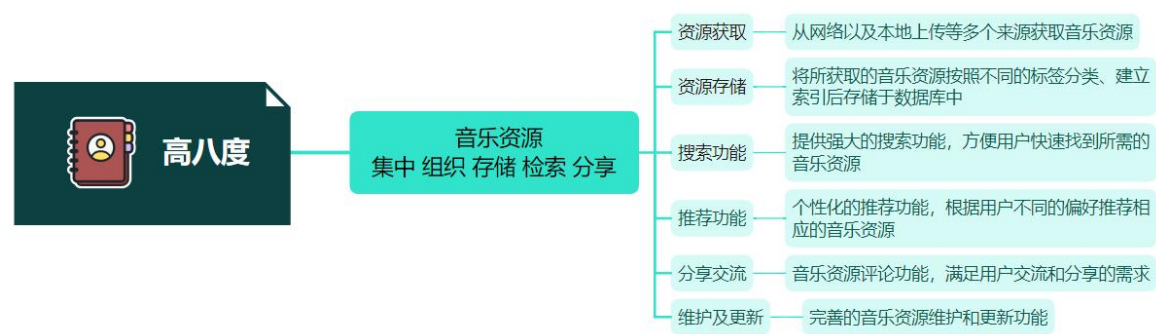 高八度
音乐资源
集中 组织 存储 检索 分享
资源获取
从网络以及本地上传等多个来源获取音乐资源
资源存储
将所获取的音乐资源按照不同的标签分类、建立
索引后存储于数据库中
搜索功能
提供强大的搜索功能，方便用户快速找到所需的
音乐资源
推荐功能
个性化的推荐功能，根据用户不同的偏好推荐相
应的音乐资源
分享交流
音乐资源评论功能，满足用户交流和分享的需求
维护及更新
完善的音乐资源维护和更新功能